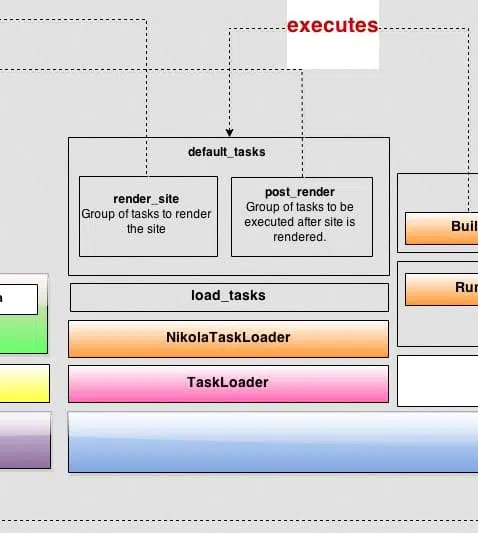 executes
default_tasks
render_site
Group of tasks to render
the site
post_render
Group of tasks to be
executed after site is
rendered.
load_tasks
NikolaTaskLoader
TaskLoader
Buil
Run